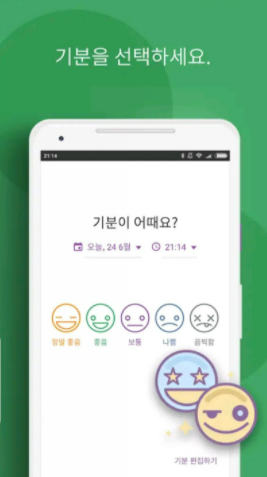 기분을 선택하세요.
21:14
기분이 어때요?
오늘, 24 6월 21:14
정말 좋음 좋음 보통 나쁨 끔찍함
기분 편집하기